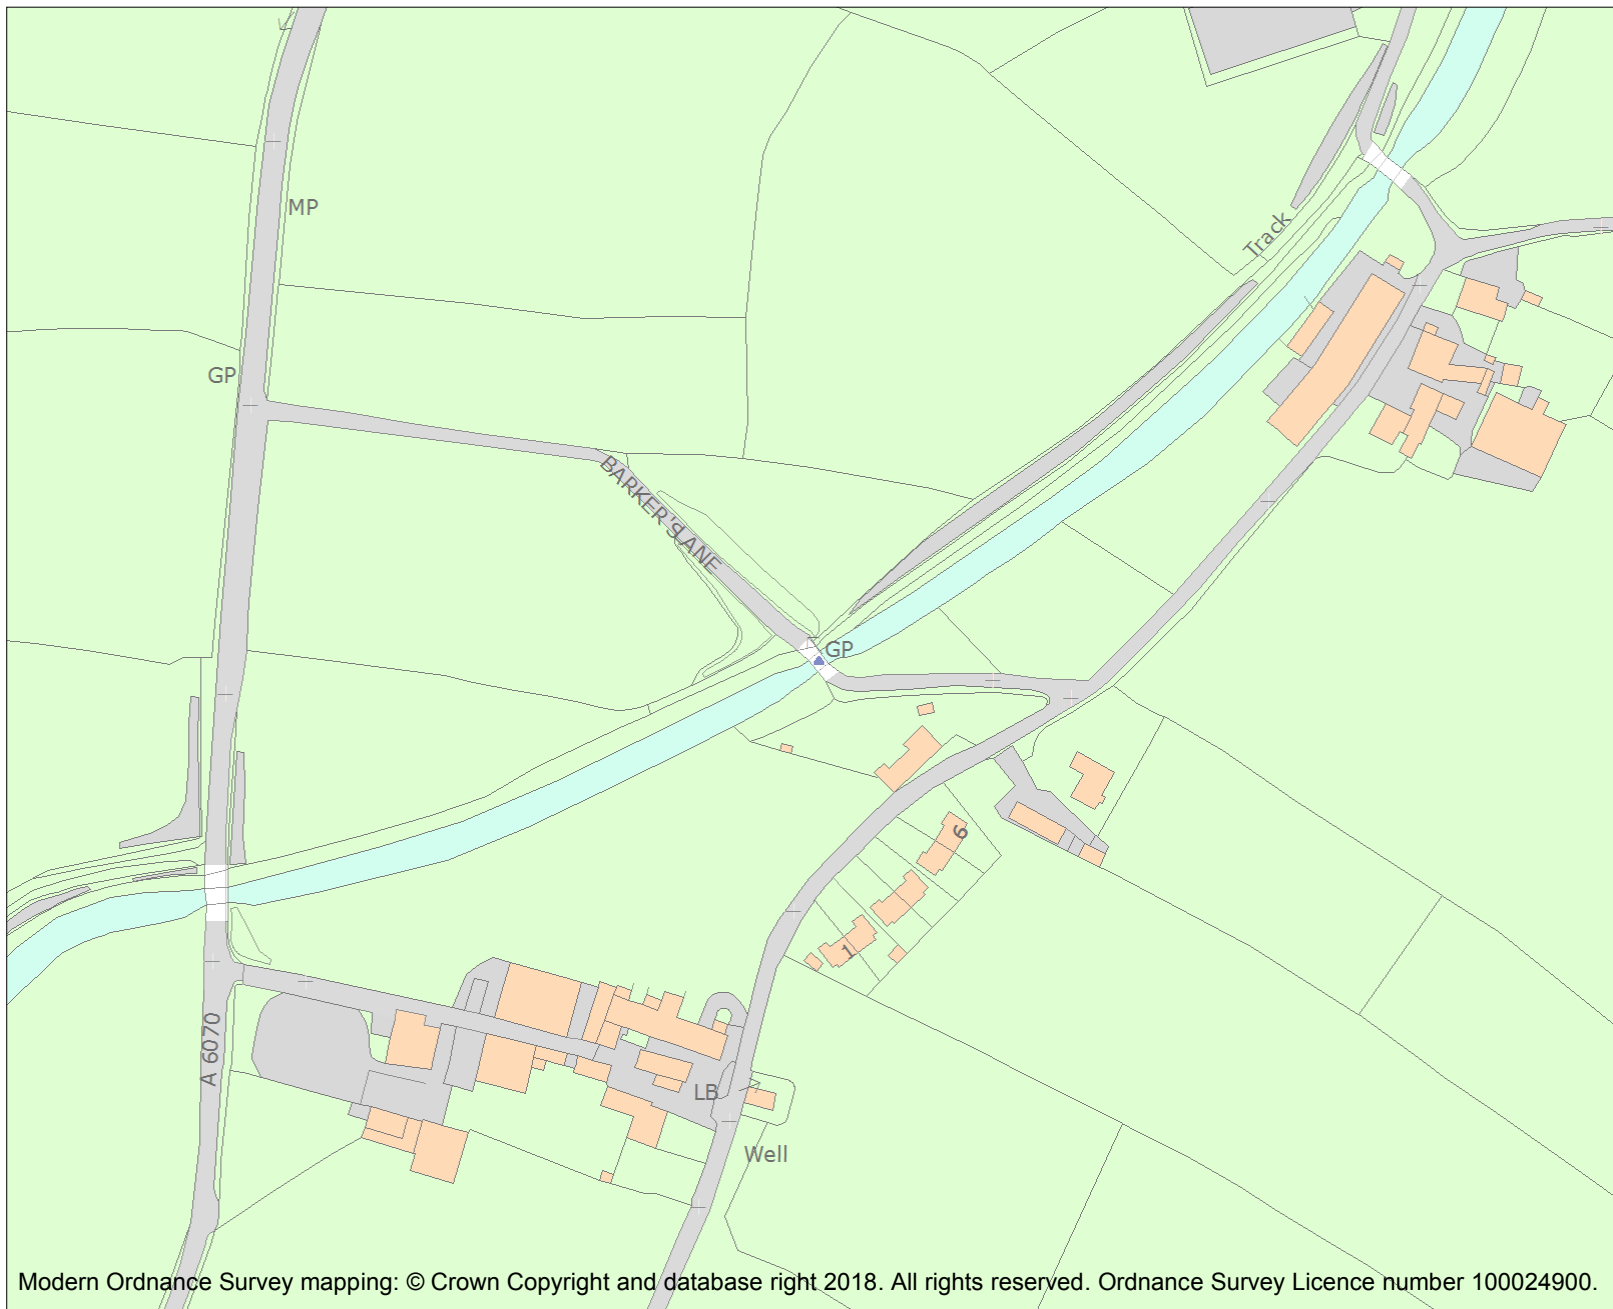 MP
Track
GP
BARKER'S LANE
GP
6
1
A 6070
LB
Well
Modern Ordnance Survey mapping: © Crown Copyright and database right 2018. All rights reserved. Ordnance Survey Licence number 100024900.